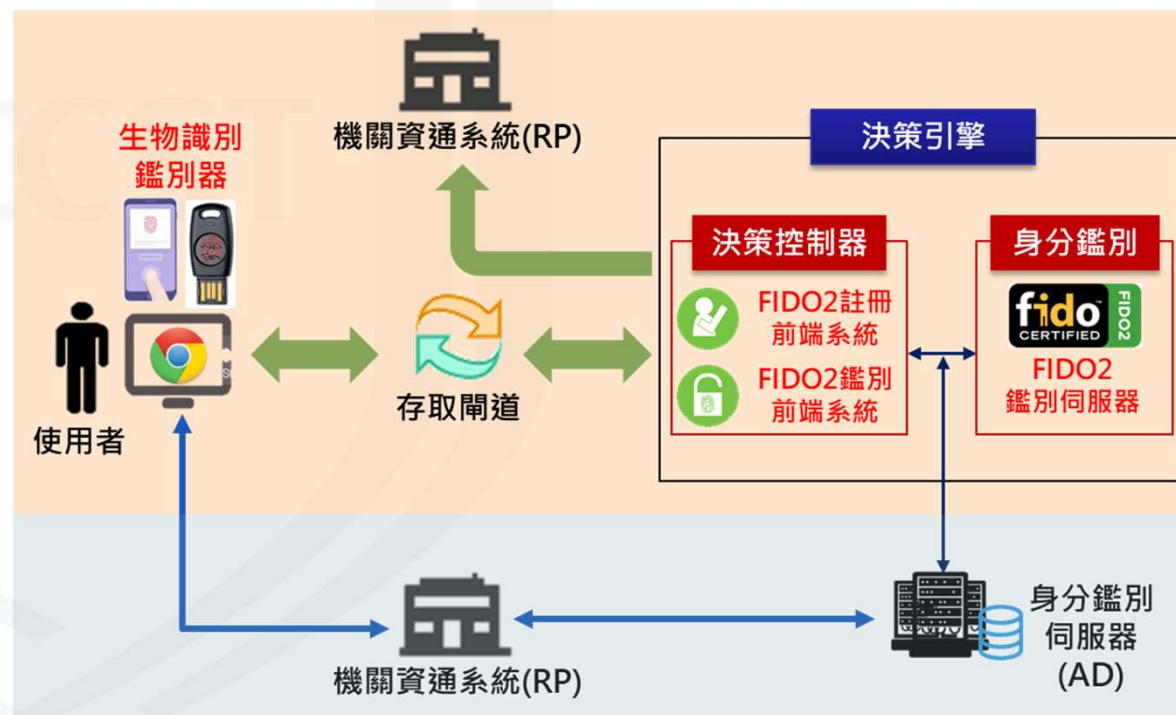 機關資通系統(RP)
決策引擎
生物識別
鑑別器
決策控制器
身分鑑別
FIDO2註冊
前端系統
fido
CERTIFIED
FIDO2
FIDO2鑑別
前端系統
FIDO2
鑑別伺服器
存取閘道
使用者
機關資通系統(RP)
身分鑑別
伺服器
(AD)